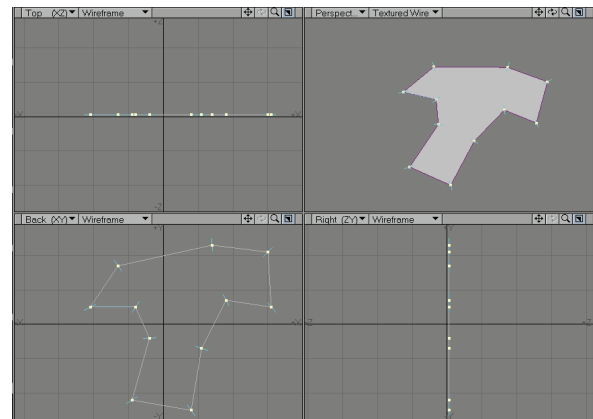 Top (XZ) Wireframe
Perspect... Textured Wire
+Z
-X +X
-Z
Back (XY) Wireframe
Right (ZY) Wireframe
+Y
+Y
-X +X
-Z +Z
-Y
-Y